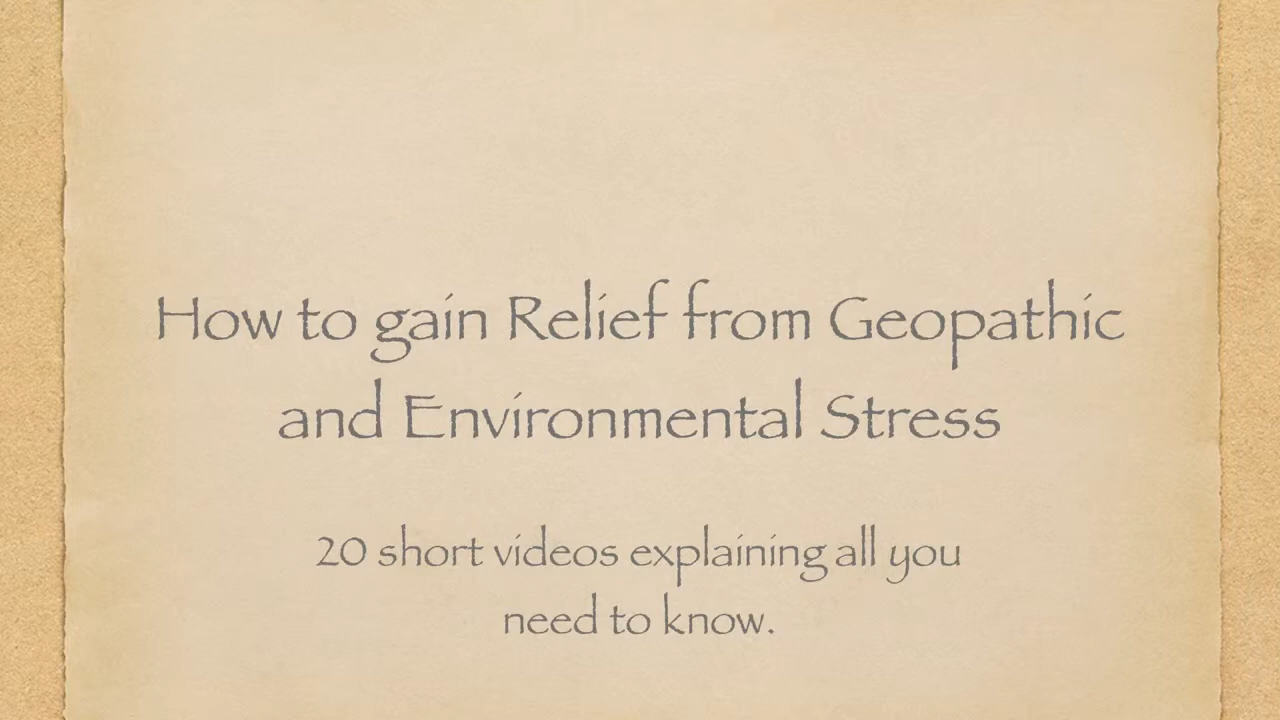 How to gain Relief from Geopathic
and Environmental Stress
20 short videos explaining all you
need to know.